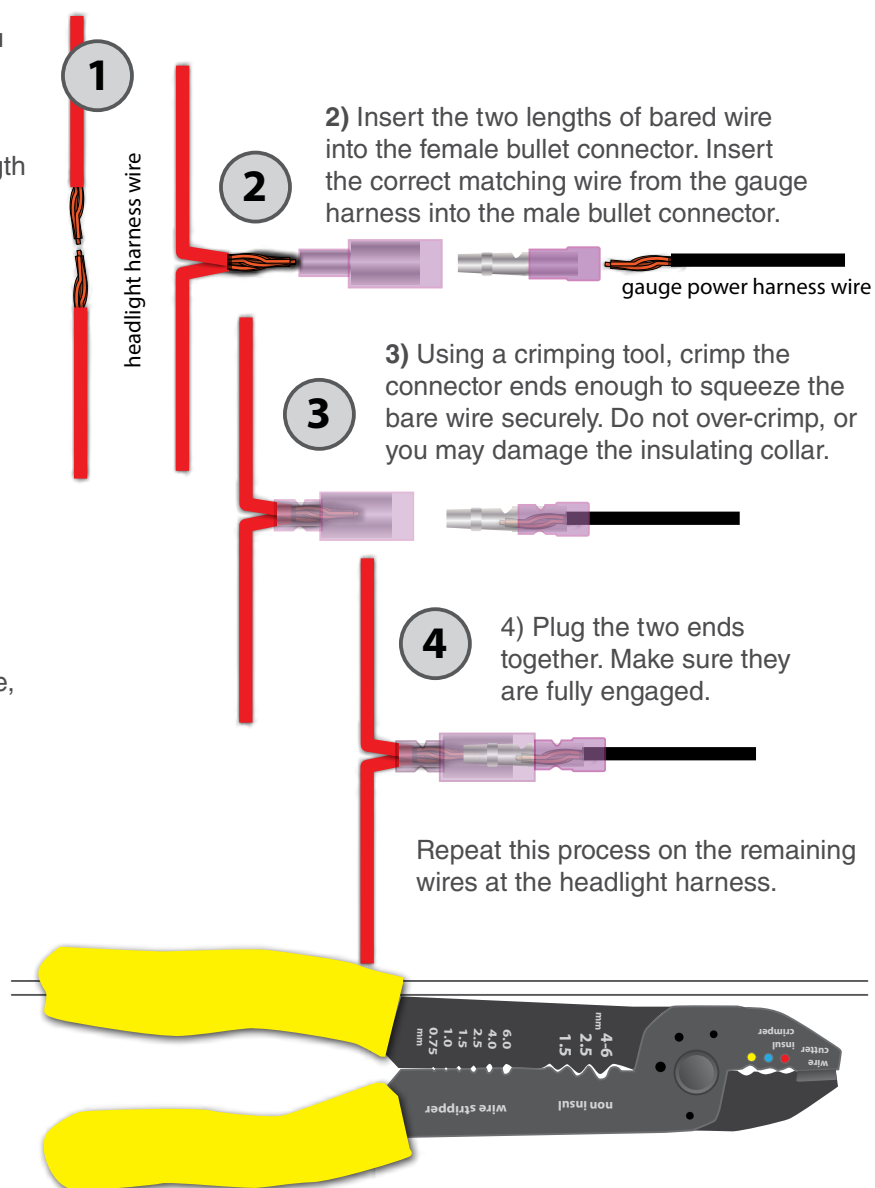 1
gth
headlight harness wire
2
2) Insert the two lengths of bared wire
into the female bullet connector. Insert
the correct matching wire from the gauge
harness into the male bullet connector.
gauge power harness wire
3
3) Using a crimping tool, crimp the
connector ends enough to squeeze the
bare wire securely. Do not over-crimp, or
you may damage the insulating collar.
4
4) Plug the two ends
together. Make sure they
are fully engaged.
e,
Repeat this process on the remaining
wires at the headlight harness.
mm
0.75
1.0
1.5
2.5
4.0
6.0
1.5
2.5
4-6
mm
wire stripper
non insul
insul
crimper
wire
cutter